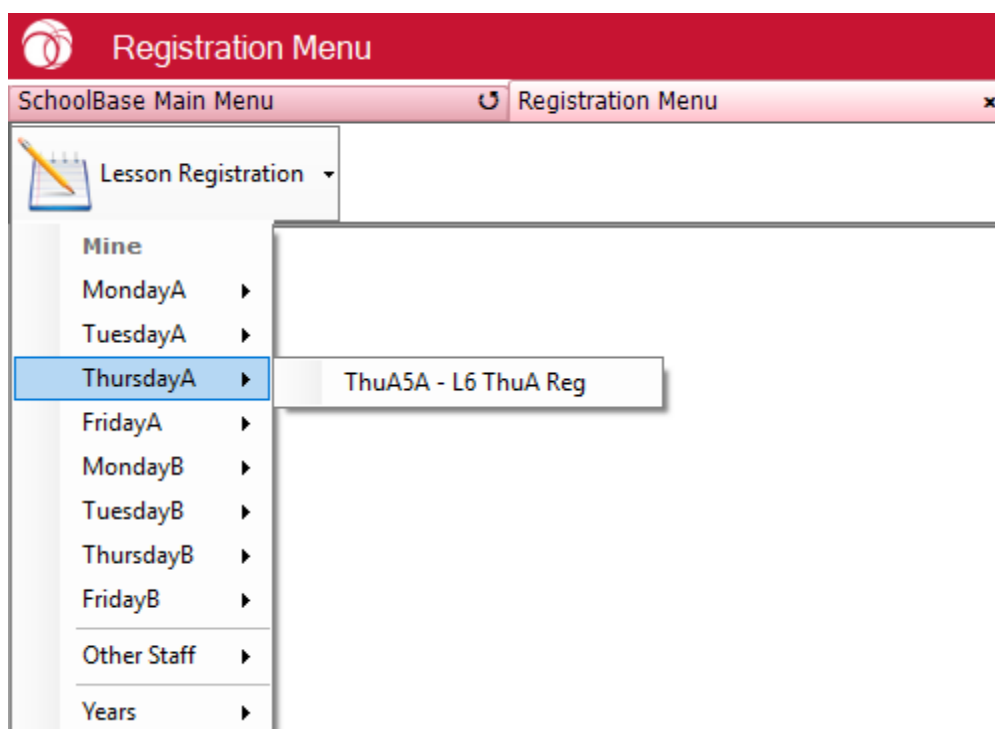 Registration Menu
SchoolBase Main Menu
Registration Menu
Lesson Registration
Mine
MondayA
TuesdayA
ThursdayA
ThuA5A - L6 ThuA Reg
FridayA
MondayB
TuesdayB
ThursdayB
FridayB
Other Staff
Years